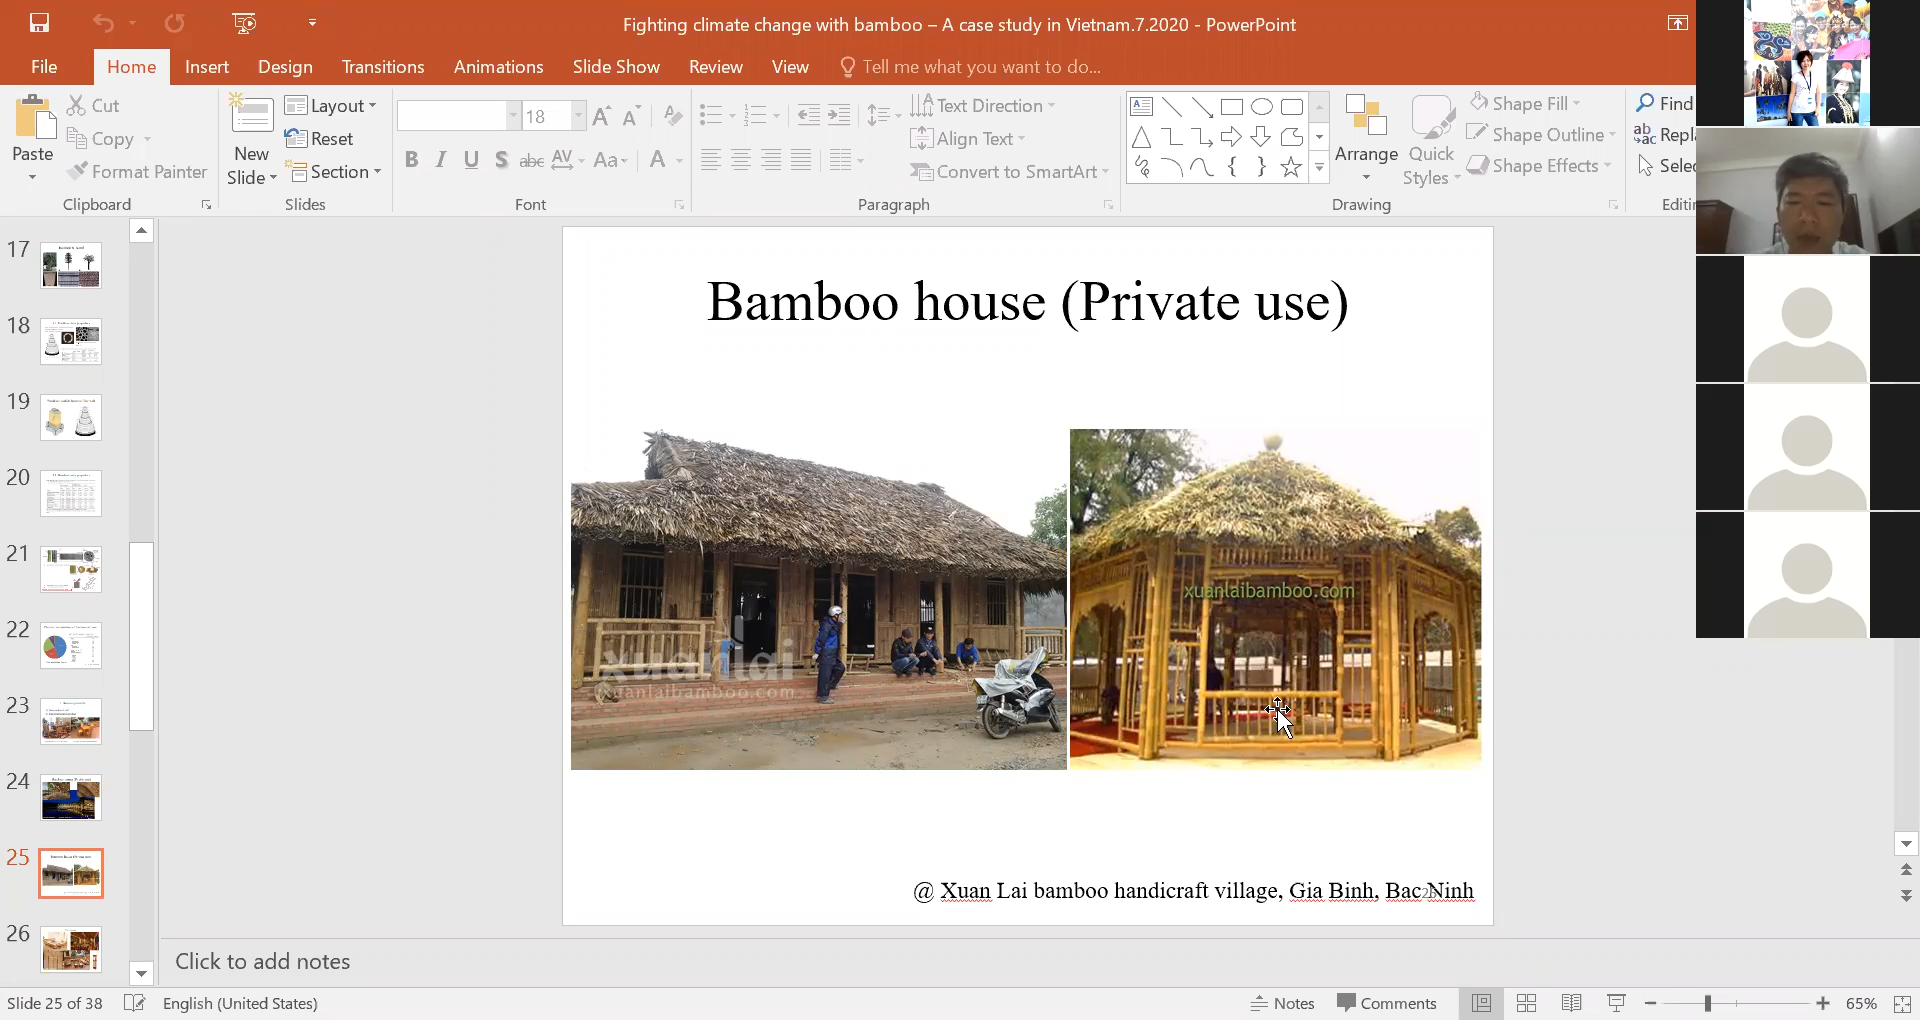 Fighting climate change with bamboo – A case study in Vietnam.7.2020 - PowerPoint
File Home Insert Design Transitions Animations Slide Show Review View Tell me what you want to do...
Paste
Cut
Copy
Format Painter
Clipboard
New Slide
Layout
Reset
Section
Slides
18
B I U S abc AV Aa A
Font
Text Direction
Align Text
Convert to SmartArt
Paragraph
Arrange
Quick Styles
Shape Fill
Shape Outline
Shape Effects
Drawing
Find
17
18
19
20
21
22
23
24
25
26
Bamboo house (Private use)
xuanlai
xuanlaibamboo.com
xuanlaibamboo.com
@ Xuan Lai bamboo handicraft village, Gia Binh, Bac Ninh
Click to add notes
Slide 25 of 38 English (United States) Notes Comments 65%